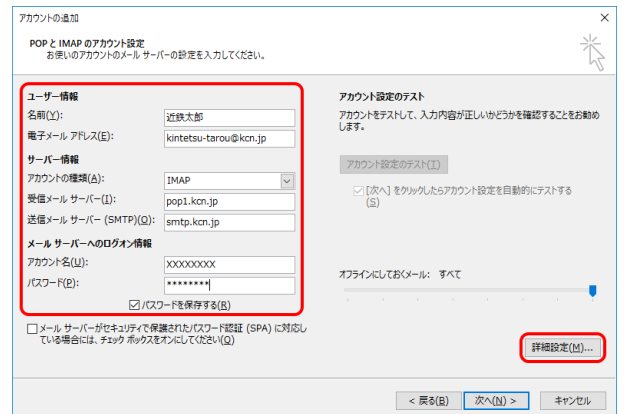 アカウントの追加
×
POP と IMAP のアカウント設定
お使いのアカウントのメール サーバーの設定を入力してください。
ユーザー情報
名前(Y):
近鉄太郎
電子メール アドレス(E):
kintetsu-tarou@kcn.jp
サーバー情報
アカウントの種類(A):
IMAP
受信メール サーバー(I):
pop1.kcn.jp
送信メール サーバー (SMTP)(O):
smtp.kcn.jp
メール サーバーへのログオン情報
アカウント名(U):
XXXXXXXX
パスワード(P):
********
パスワードを保存する(R)
メール サーバーがセキュリティで保護されたパスワード認証 (SPA) に対応し
ている場合には、チェック ボックスをオンにしてください(Q)
アカウント設定のテスト
アカウントをテストして、入力内容が正しいかどうかを確認することをお勧め
します。
アカウント設定のテスト(T)
[次へ] をクリックしたらアカウント設定を自動的にテストする
(S)
オフラインにしておくメール: すべて
詳細設定(M)...
< 戻る(B)
次へ(N) >
キャンセル